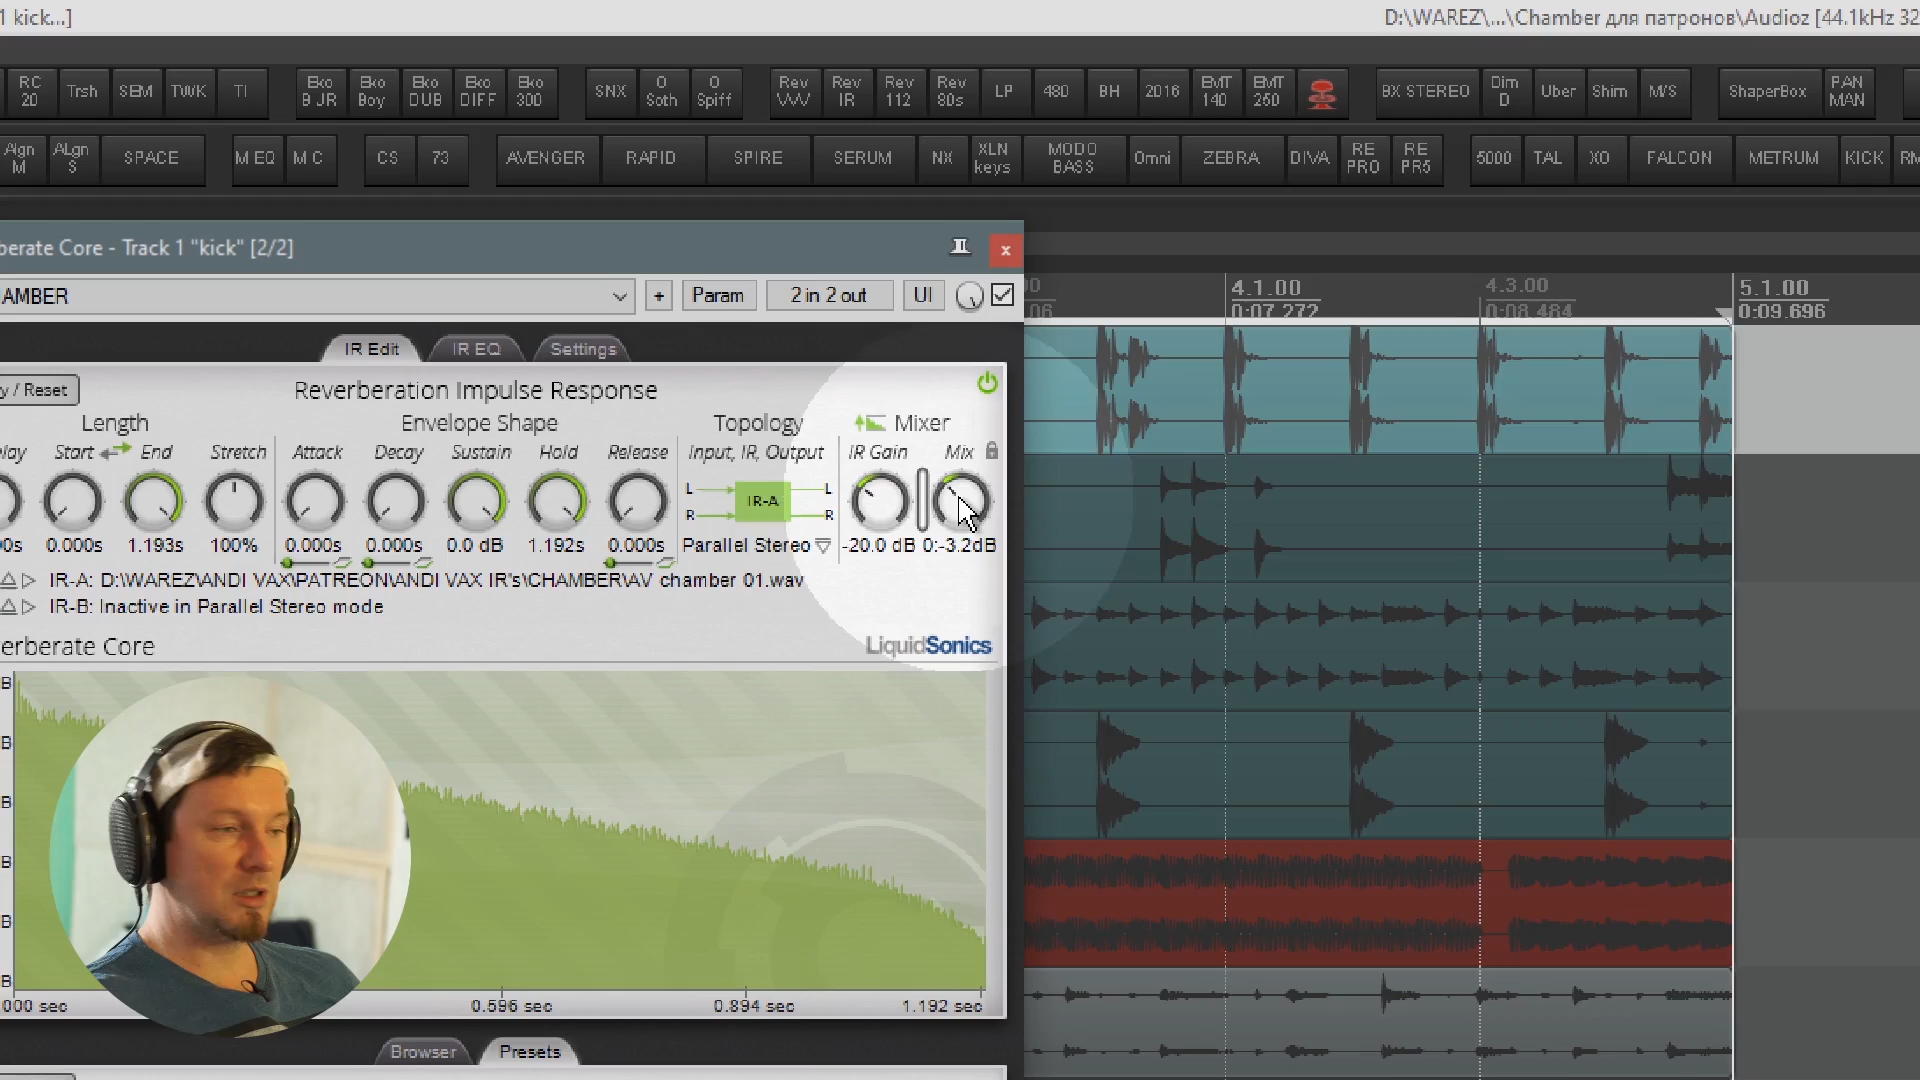 1 kick...]
D:\WAREZ\...\Chamber для патронов\Audioz [44.1kHz 32
RC 20
Trsh
SEM
TWK
TI
Eko B JR
Eko Boy
Eko DUB
Eko DIFF
Eko 300
SNX
O Soth
O Spiff
Rev VVV
Rev IR
Rev 112
Rev 80s
LP
480
BH
2016
EMT 140
EMT 250
BX STEREO
Dim D
Uber
Shim
M/S
ShaperBox
PAN MAN
Algn M
ALgn S
SPACE
M EQ
M C
CS
73
AVENGER
RAPID
SPIRE
SERUM
NX
XLN keys
MODO BASS
Omni
ZEBRA
DIVA
RE PRO
RE PR5
5000
TAL
XO
FALCON
METRUM
KICK
RM
berate Core - Track 1 "kick" [2/2]
x
AMBER
+
Param
2 in 2 out
UI
00
06
4.1.00
0:07.272
4.3.00
0:08.484
5.1.00
0:09.696
IR Edit
IR EQ
Settings
y / Reset
Reverberation Impulse Response
Length
Envelope Shape
Topology
Mixer
lay
Start
End
Stretch
Attack
Decay
Sustain
Hold
Release
Input, IR, Output
IR Gain
Mix
L
IR-A
L
R
R
0s
0.000s
1.193s
100%
0.000s
0.000s
0.0 dB
1.192s
0.000s
Parallel Stereo
-20.0 dB
0:-3.2dB
IR-A: D:\WAREZ\ANDI VAX\PATREON\ANDI VAX IR's\CHAMBER\AV chamber 01.wav
IR-B: Inactive in Parallel Stereo mode
erberate Core
LiquidSonics
B
B
B
B
B
B
000 sec
0.596 sec
0.894 sec
1.192 sec
Browser
Presets